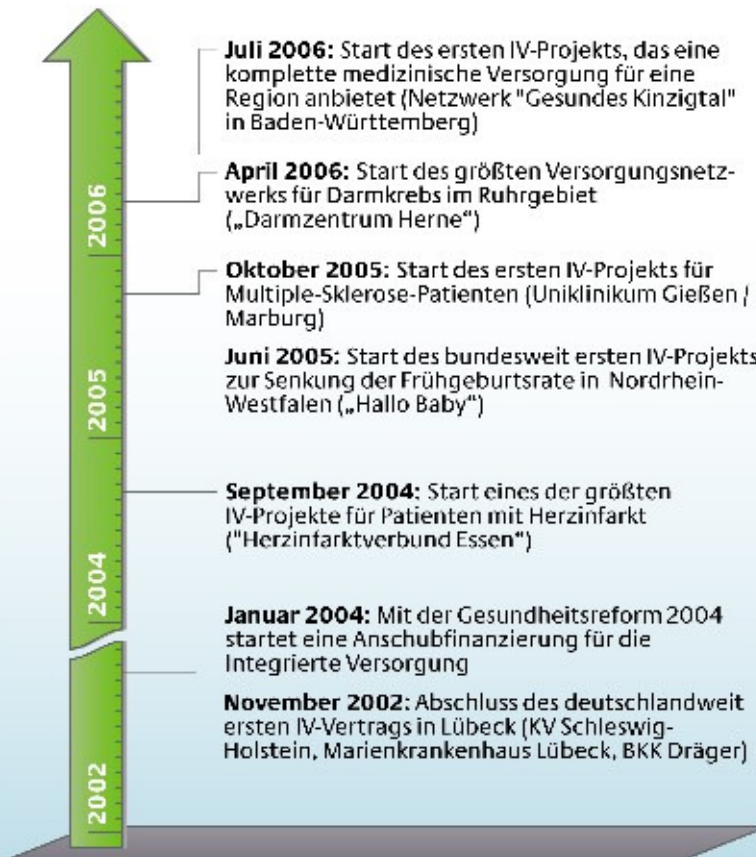 Juli 2006: Start des ersten IV-Projekts, das eine
komplette medizinische Versorgung für eine
Region anbietet (Netzwerk "Gesundes Kinzigtal"
in Baden-Württemberg)
April 2006: Start des größten Versorgungsnetz-
werks für Darmkrebs im Ruhrgebiet
(„Darmzentrum Herne“)
2006
Oktober 2005: Start des ersten IV-Projekts für
Multiple-Sklerose-Patienten (Uniklinikum Gießen /
Marburg)
Juni 2005: Start des bundesweit ersten IV-Projekts
zur Senkung der Frühgeburtsrate in Nordrhein-
Westfalen („Hallo Baby“)
2005
September 2004: Start eines der größten
IV-Projekte für Patienten mit Herzinfarkt
("Herzinfarktverbund Essen")
2004
Januar 2004: Mit der Gesundheitsreform 2004
startet eine Anschubfinanzierung für die
Integrierte Versorgung
November 2002: Abschluss des deutschlandweit
ersten IV-Vertrags in Lübeck (KV Schleswig-
Holstein, Marienkrankenhaus Lübeck, BKK Dräger)
2002